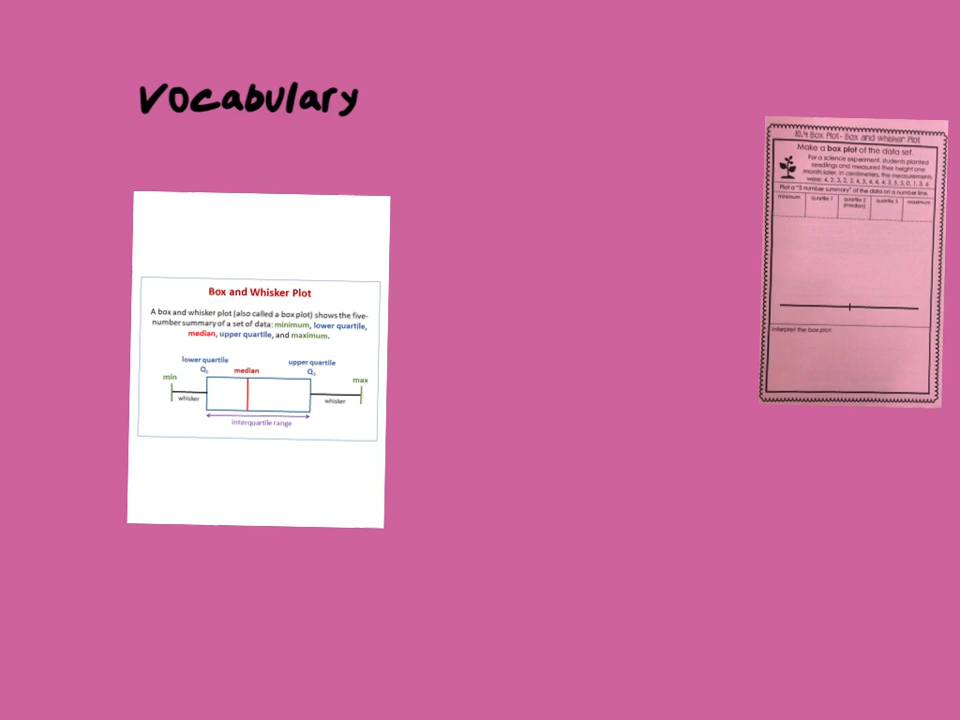 Vocabulary
Box and Whisker Plot
A box and whisker plot (also called a box plot) shows the five-
number summary of a set of data: minimum, lower quartile,
median, upper quartile, and maximum.
lower quartile
Q₁
upper quartile
Q₃
median
min
max
whisker
whisker
interquartile range
10.4 Box Plot- Box and Whisker Plot
Make a box plot of the data set.
For a science experiment, students planted
seedlings and measured their height one
month later, in centimeters, the measurements
were:
Plot a "5 number summary" of the data on a number line.
minimum
quartile 1
quartile 2
(median)
quartile 3
maximum
Interpret the box plot: